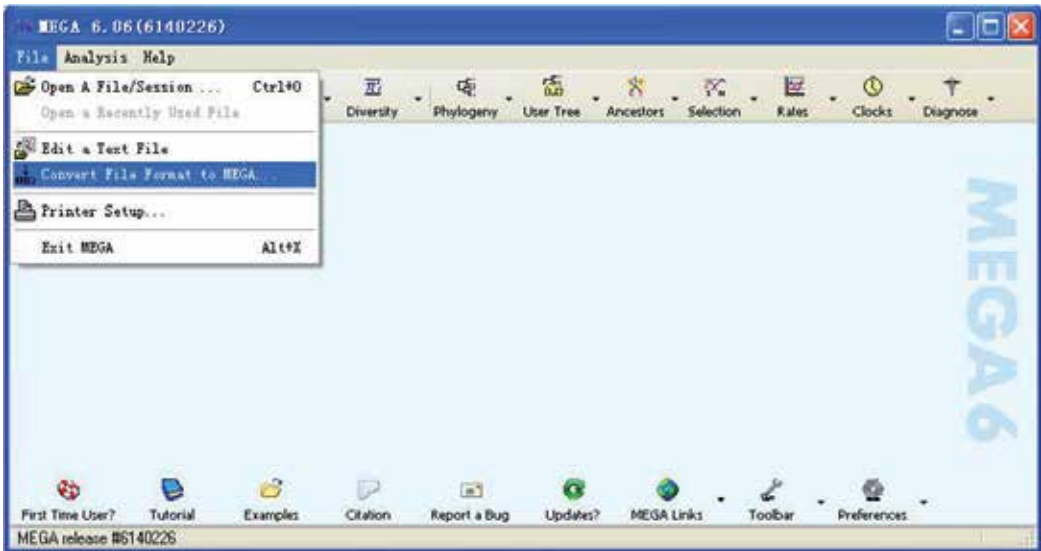 MEGA 6.06(6140226)
File Analysis Help
Open A File/Session ... Ctrl+O
Open a Recently Used File
Edit a Text File
Convert File Format to MEGA...
Printer Setup...
Exit MEGA Alt+X
Diversity Phylogeny User Tree Ancestors Selection Rates Clocks Diagnose
MEGA 6
First Time User? Tutorial Examples Citation Report a Bug Updates? MEGA Links Toolbar Preferences
MEGA release #6140226